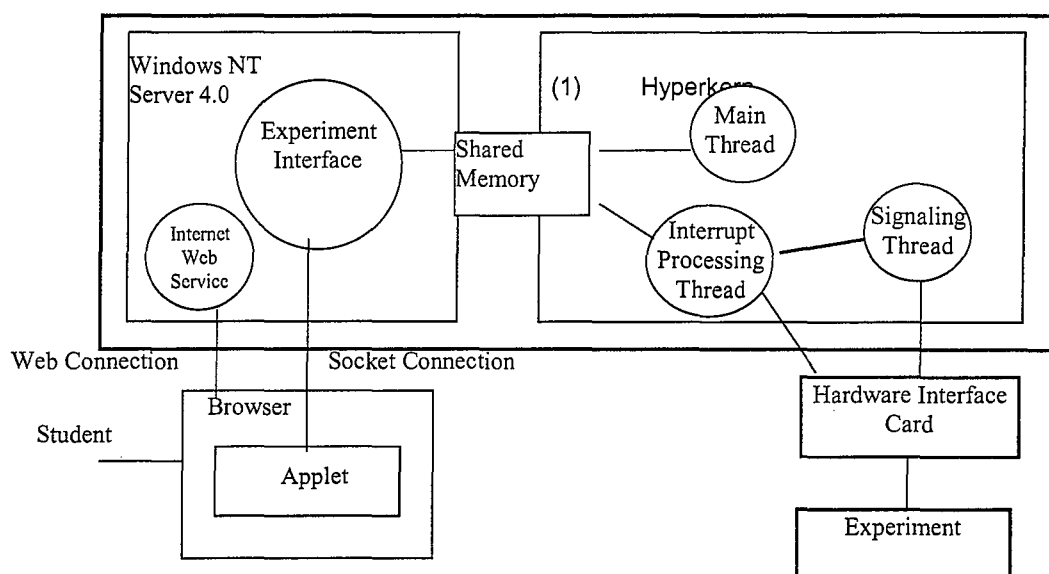 Windows NT
Server 4.0
Experiment
Interface
Internet
Web
Service
Shared
Memory
(1)
Main
Thread
Interrupt
Processing
Thread
Signaling
Thread
Web Connection
Socket Connection
Browser
Student
Applet
Hardware Interface
Card
Experiment